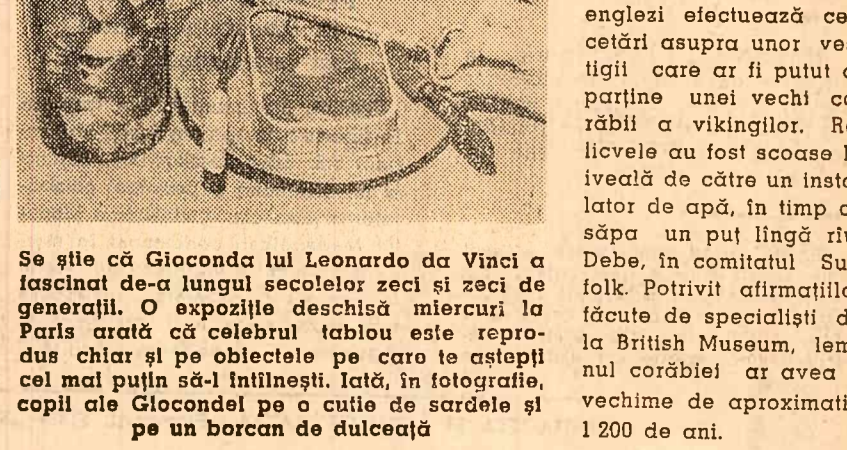 Se știe că Gioconda lui Leonardo da Vinci a
fascinat de-a lungul secolelor zeci și zeci de
generații. O expoziție deschisă miercuri la
Paris arată că celebrul tablou este repro-
dus chiar și pe obiectele pe care te aștepți
cel mai puțin să-l întîlnești. Iată, în fotografie,
copii ale Giocondei pe o cutie de sardele și
pe un borcan de dulceață
englezi efectuează ce
cetări asupra unor ves
tigii care ar fi putut a
parține unei vechi co
răbii a vikingilor. Re
licvele au fost scoase l
iveală de către un insta
lator de apă, în timp c
săpa un puț lîngă rîu
Debe, în comitatul Su
folk. Potrivit afirmațiilo
făcute de specialiști d
la British Museum, lem
nul corăbiei ar avea
vechime de aproximati
1 200 de ani.